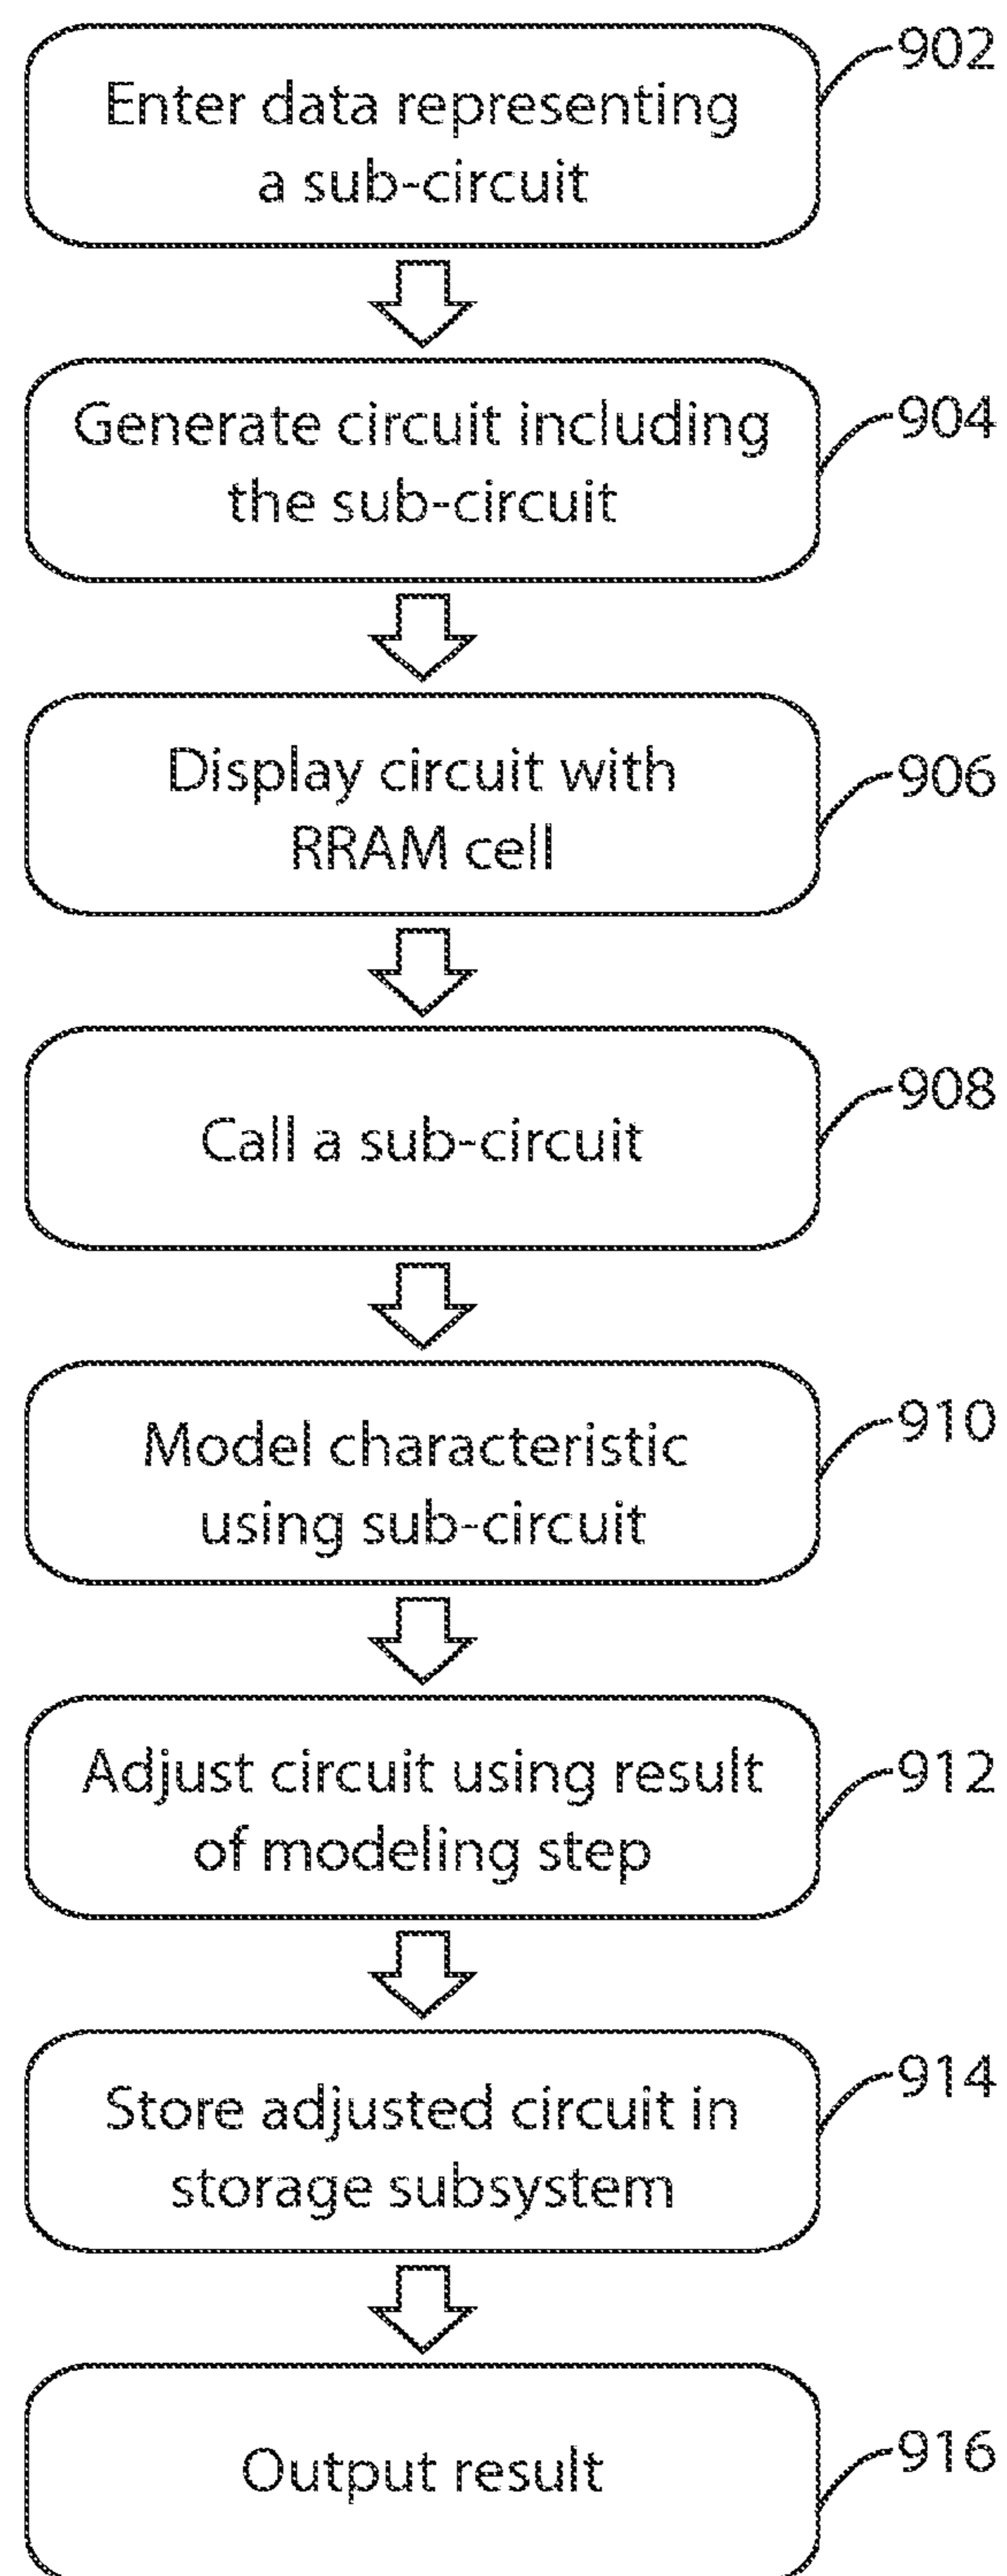 902
Enter data representing
a sub-circuit
904
Generate circuit including
the sub-circuit
906
Display circuit with
RRAM cell
908
Call a sub-circuit
910
Model characteristic
using sub-circuit
912
Adjust circuit using result
of modeling step
914
Store adjusted circuit in
storage subsystem
916
Output result